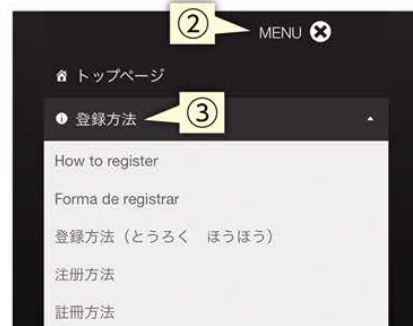 ②
MENU
トップページ
③
登録方法
How to register
Forma de registrar
登録方法（とうろく　ほうほう）
注册方法
註冊方法